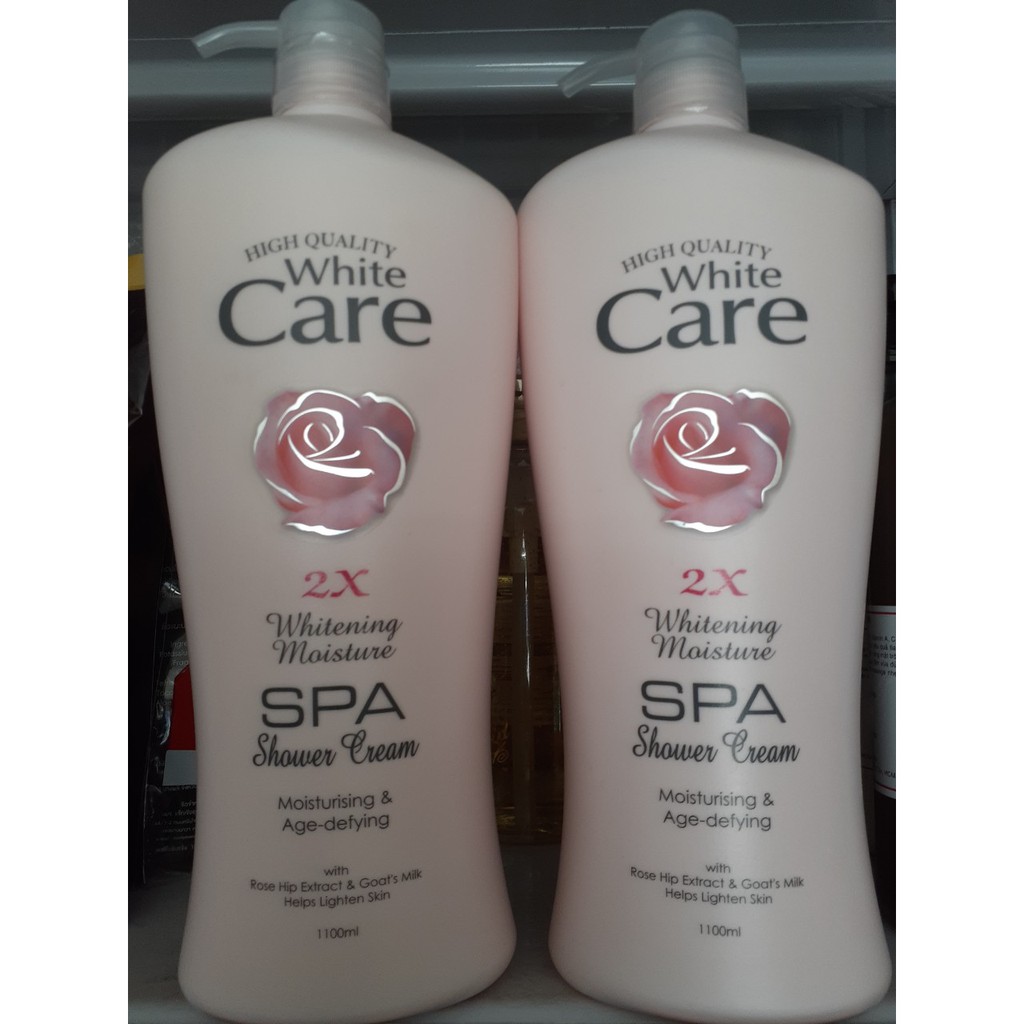 HIGH QUALITY
White
Care
2X
Whitening
Moisture
SPA
Shower Cream
Moisturising &
Age-defying
with
Rose Hip Extract & Goat's Milk
Helps Lighten Skin
1100ml
HIGH QUALITY
White
Care
2X
Whitening
Moisture
SPA
Shower Cream
Moisturising &
Age-defying
with
Rose Hip Extract & Goat's Milk
Helps Lighten Skin
1100ml